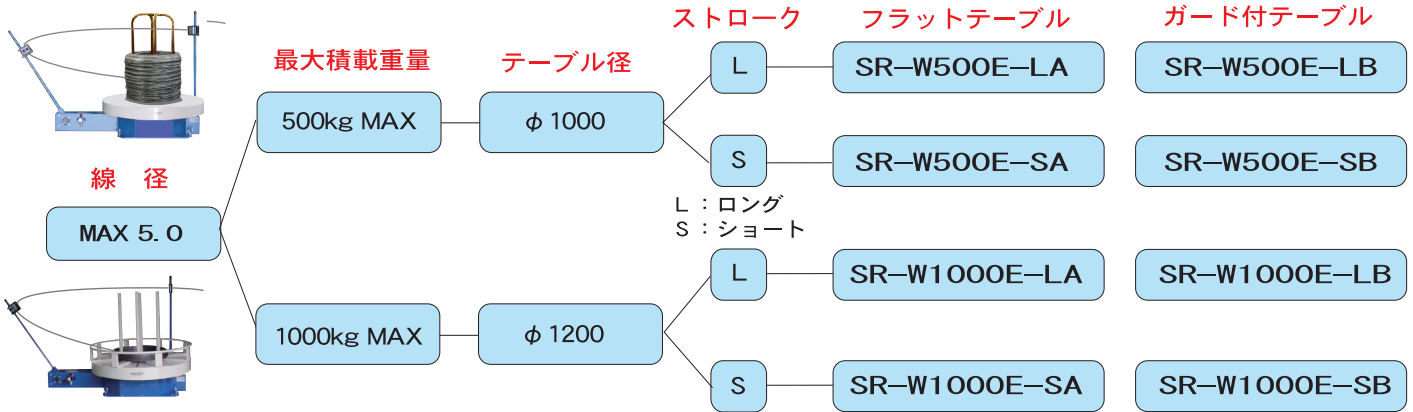 ストローク
フラットテーブル
ガード付テーブル
最大積載重量
テーブル径
L
SR-W500E-LA
SR-W500E-LB
500kg MAX
φ1000
S
SR-W500E-SA
SR-W500E-SB
線 径
L:ロング
S:ショート
MAX 5.0
L
SR-W1000E-LA
SR-W1000E-LB
1000kg MAX
φ1200
S
SR-W1000E-SA
SR-W1000E-SB